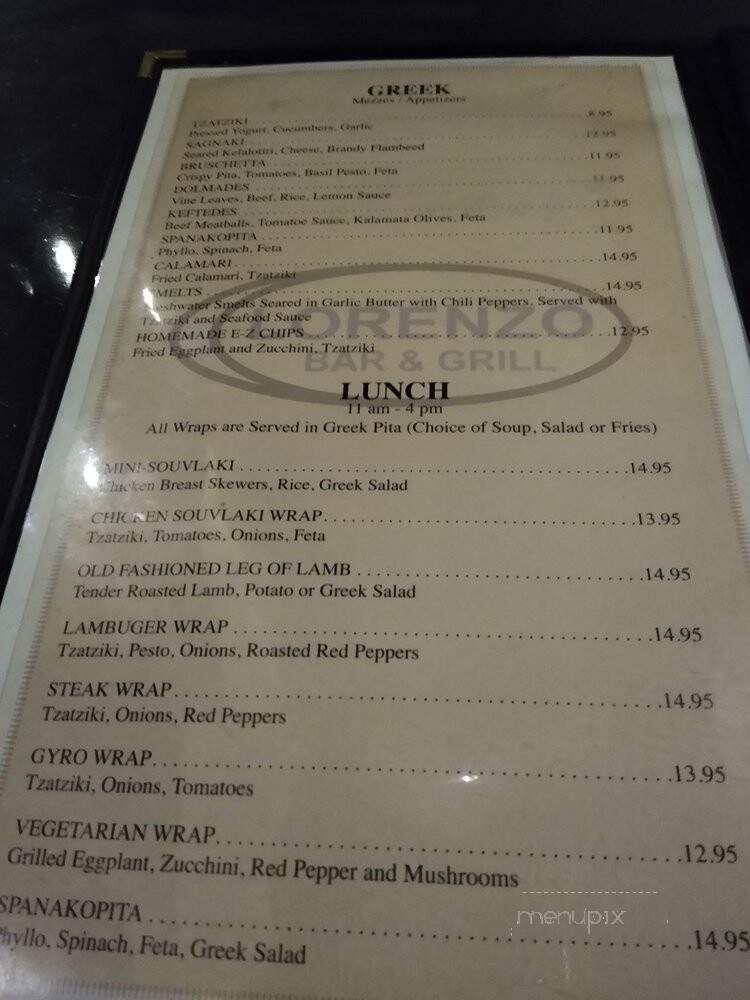 GREEK
Mezzes / Appetizers
TZATZIKI 8.95
Pressed Yogurt, Cucumbers, Garlic
SAGNAKI 12.95
Seared Kefalotiri, Cheese, Brandy Flambeed
BRUSCHETTA 11.95
Crispy Pita, Tomatoes, Basil Pesto, Feta
DOLMADES 11.95
Vine Leaves, Beef, Rice, Lemon Sauce
KEFTEDES 12.95
Beef Meatballs, Tomatoe Sauce, Kalamata Olives, Feta
SPANAKOPITA 11.95
Phyllo, Spinach, Feta
CALAMARI 14.95
Fried Calamari, Tzatziki
SMELTS 14.95
Freshwater Smelts Seared in Garlic Butter with Chili Peppers, Served with
Tzatziki and Seafood Sauce
HOMEMADE E-Z CHIPS 12.95
Fried Eggplant and Zucchini, Tzatziki
LORENZO
BAR & GRILL
LUNCH
11 am - 4 pm
All Wraps are Served in Greek Pita (Choice of Soup, Salad or Fries)
MINI-SOUVLAKI 14.95
Chicken Breast Skewers, Rice, Greek Salad
CHICKEN SOUVLAKI WRAP 13.95
Tzatziki, Tomatoes, Onions, Feta
OLD FASHIONED LEG OF LAMB 14.95
Tender Roasted Lamb, Potato or Greek Salad
LAMBUGER WRAP 14.95
Tzatziki, Pesto, Onions, Roasted Red Peppers
STEAK WRAP 14.95
Tzatziki, Onions, Red Peppers
GYRO WRAP 13.95
Tzatziki, Onions, Tomatoes
VEGETARIAN WRAP 12.95
Grilled Eggplant, Zucchini, Red Pepper and Mushrooms
SPANAKOPITA 14.95
Phyllo, Spinach, Feta, Greek Salad
menupix